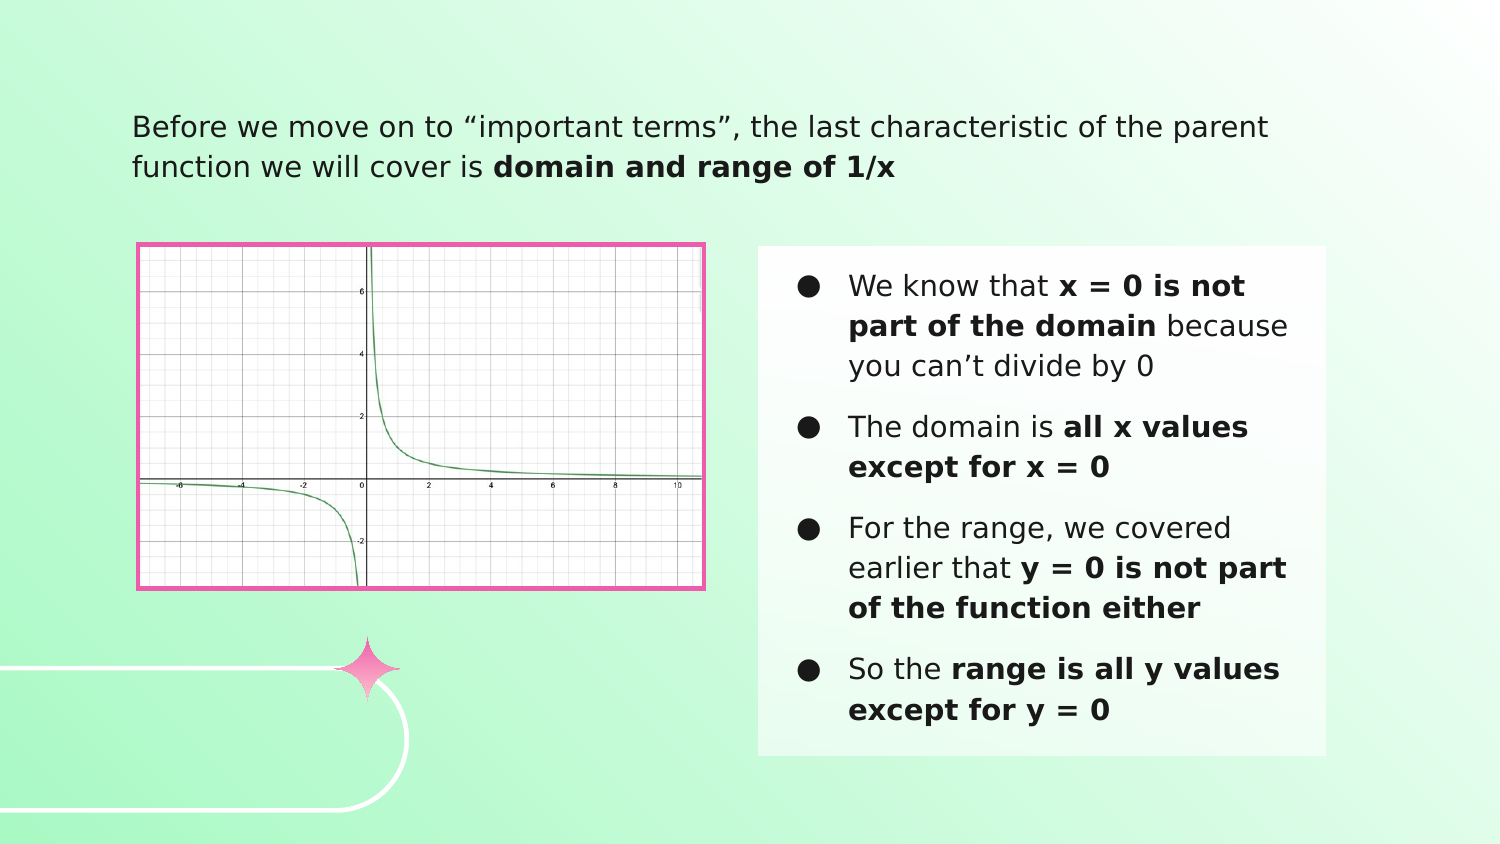 Before we move on to “important terms”, the last characteristic of the parent
function we will cover is domain and range of 1/x
6
4
2
-6 -4 -2 0 2 4 6 8 10
-2
● We know that x = 0 is not
part of the domain because
you can’t divide by 0
● The domain is all x values
except for x = 0
● For the range, we covered
earlier that y = 0 is not part
of the function either
● So the range is all y values
except for y = 0